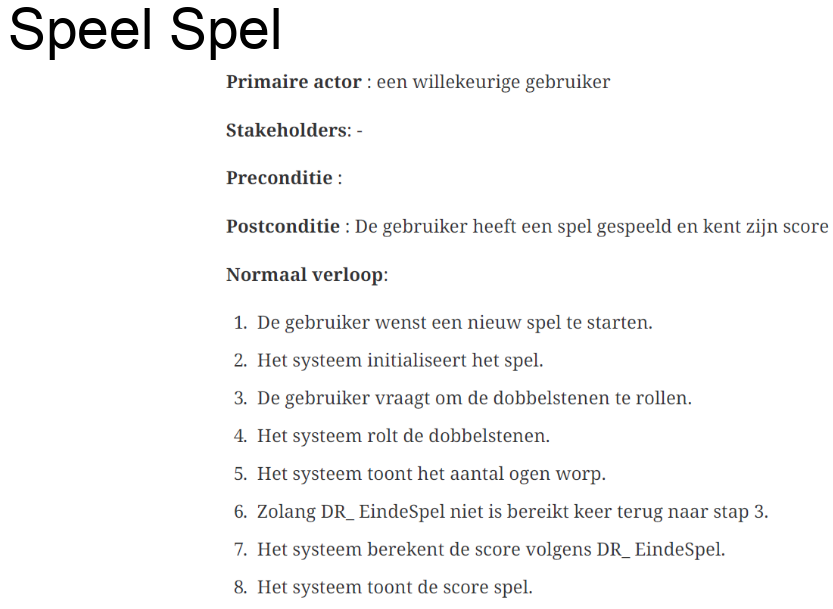 Speel Spel
Primaire actor : een willekeurige gebruiker
Stakeholders: -
Preconditie :
Postconditie : De gebruiker heeft een spel gespeeld en kent zijn score
Normaal verloop:
1. De gebruiker wenst een nieuw spel te starten.
2. Het systeem initialiseert het spel.
3. De gebruiker vraagt om de dobbelstenen te rollen.
4. Het systeem rolt de dobbelstenen.
5. Het systeem toont het aantal ogen worp.
6. Zolang DR_ EindeSpel niet is bereikt keer terug naar stap 3.
7. Het systeem berekent de score volgens DR_ EindeSpel.
8. Het systeem toont de score spel.